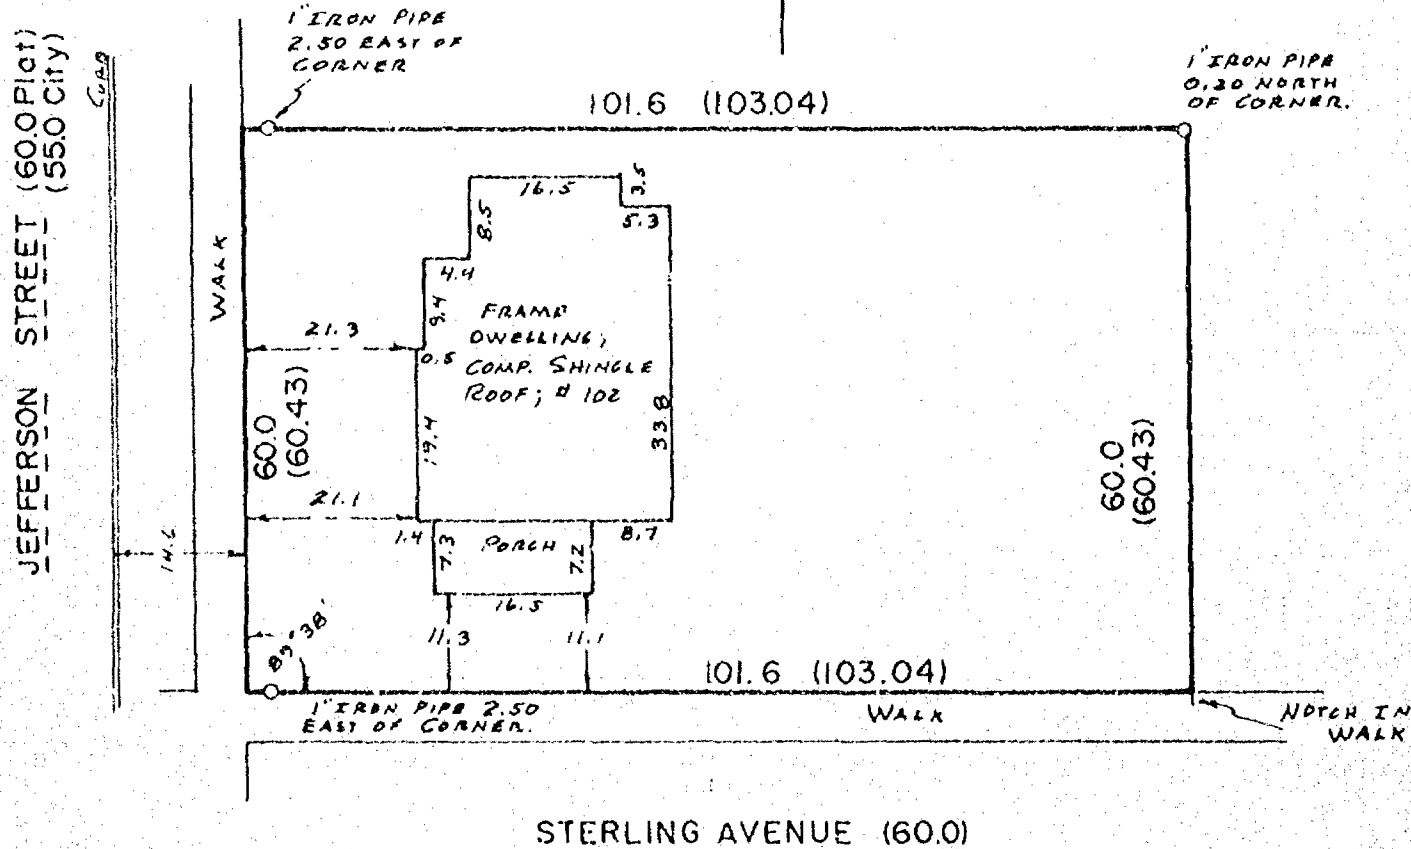 1" IRON PIPE
2.50 EAST OF
CORNER
1" IRON PIPE
0.20 NORTH
OF CORNER.
JEFFERSON STREET (60.0 Plat)
(55.0 City)
CURB
WALK
101.6 (103.04)
16.5
3.5
5.3
8.5
4.4
9.4
21.3
0.5
FRAME
DWELLING;
COMP. SHINGLE
ROOF; # 102
60.0
(60.43)
19.4
33.8
60.0
(60.43)
21.1
1.4
7.3
PORCH
7.2
8.7
14.6
16.5
11.3
11.1
89° 38'
101.6 (103.04)
1" IRON PIPE 2.50
EAST OF CORNER.
WALK
NOTCH IN
WALK
STERLING AVENUE (60.0)